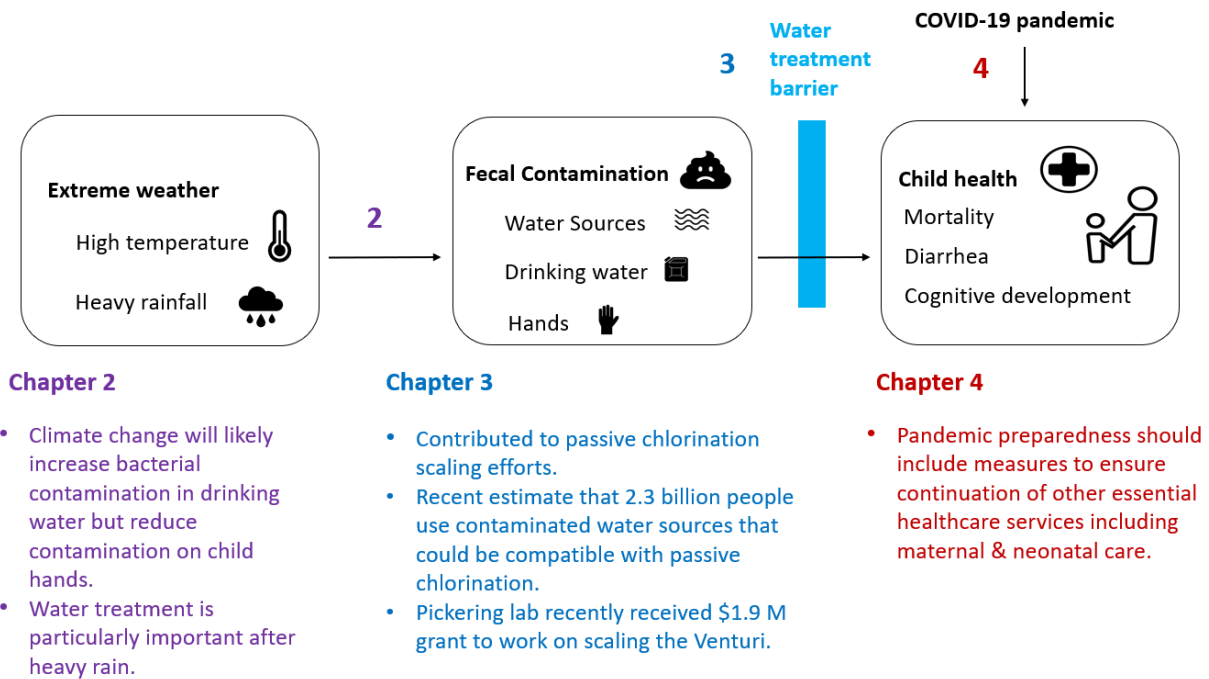 COVID-19 pandemic
Water
treatment
barrier
3
4
Extreme weather
High temperature
Heavy rainfall
2
Fecal Contamination
Water Sources
Drinking water
Hands
Child health
Mortality
Diarrhea
Cognitive development
Chapter 2
• Climate change will likely
increase bacterial
contamination in drinking
water but reduce
contamination on child
hands.
• Water treatment is
particularly important after
heavy rain.
Chapter 3
• Contributed to passive chlorination
scaling efforts.
• Recent estimate that 2.3 billion people
use contaminated water sources that
could be compatible with passive
chlorination.
• Pickering lab recently received $1.9 M
grant to work on scaling the Venturi.
Chapter 4
• Pandemic preparedness should
include measures to ensure
continuation of other essential
healthcare services including
maternal & neonatal care.